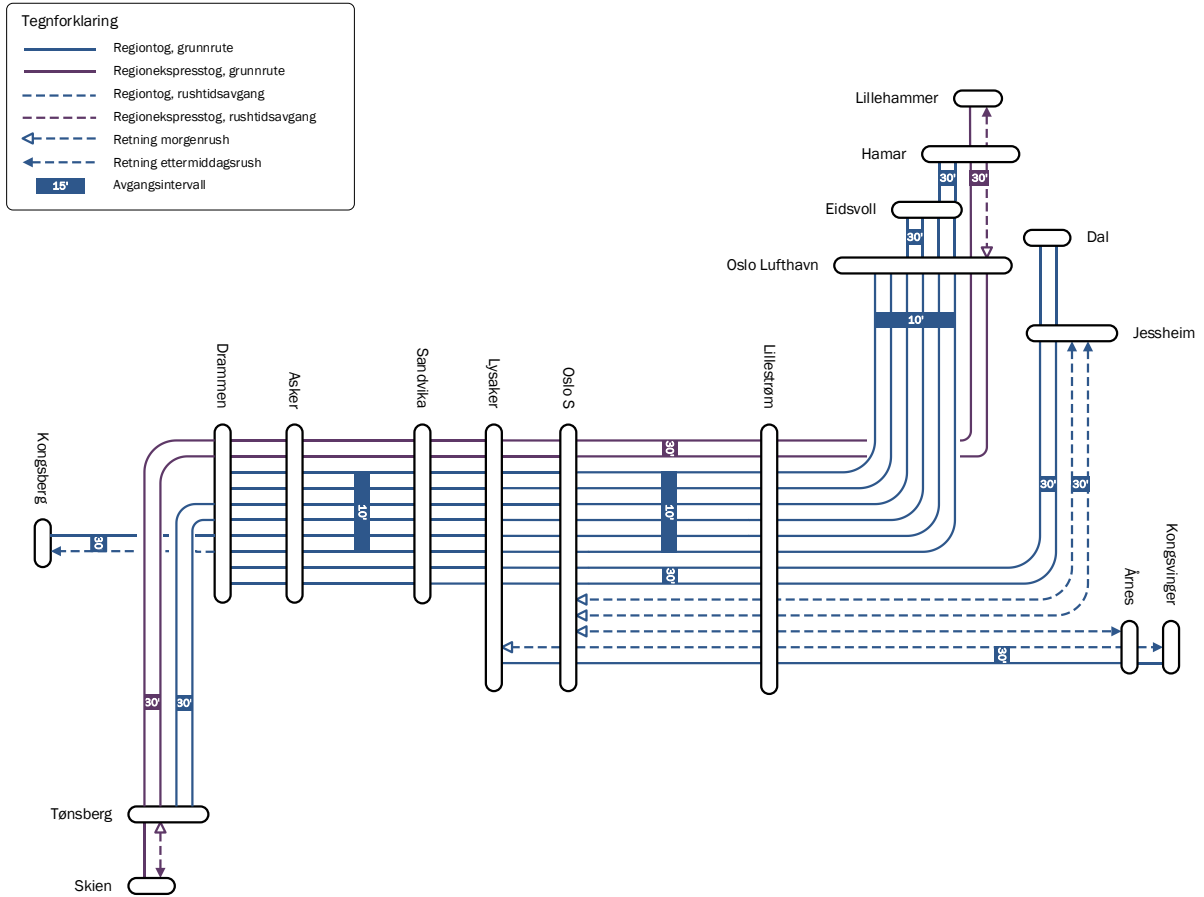 Tegnforklaring
Regiontog, grunnrute
Regionekspresstog, grunnrute
Regiontog, rushtidsavgang
Regionekspresstog, rushtidsavgang
Retning morgenrush
Retning ettermiddagsrush
15' Avgangsintervall
Lillehammer
Hamar
30' 30'
Eidsvoll
30'
Dal
Oslo Lufthavn
10'
Jessheim
Drammen
Asker
Sandvika
Lysaker
Oslo S
Lillestrøm
30'
Kongsberg
30'
10'
10'
30'
30'
30'
Årnes
Kongsvinger
30'
30'
30'
Tønsberg
Skien